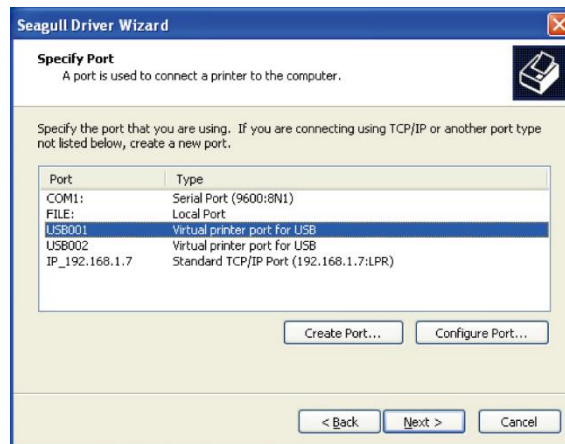 Seagull Driver Wizard
Specify Port
A port is used to connect a printer to the computer.
Specify the port that you are using. If you are connecting using TCP/IP or another port type
not listed below, create a new port.
Port Type
COM1: Serial Port (9600:8N1)
FILE: Local Port
USB001 Virtual printer port for USB
USB002 Virtual printer port for USB
IP_192.168.1.7 Standard TCP/IP Port (192.168.1.7:LPR)
Create Port... Configure Port...
< Back Next > Cancel